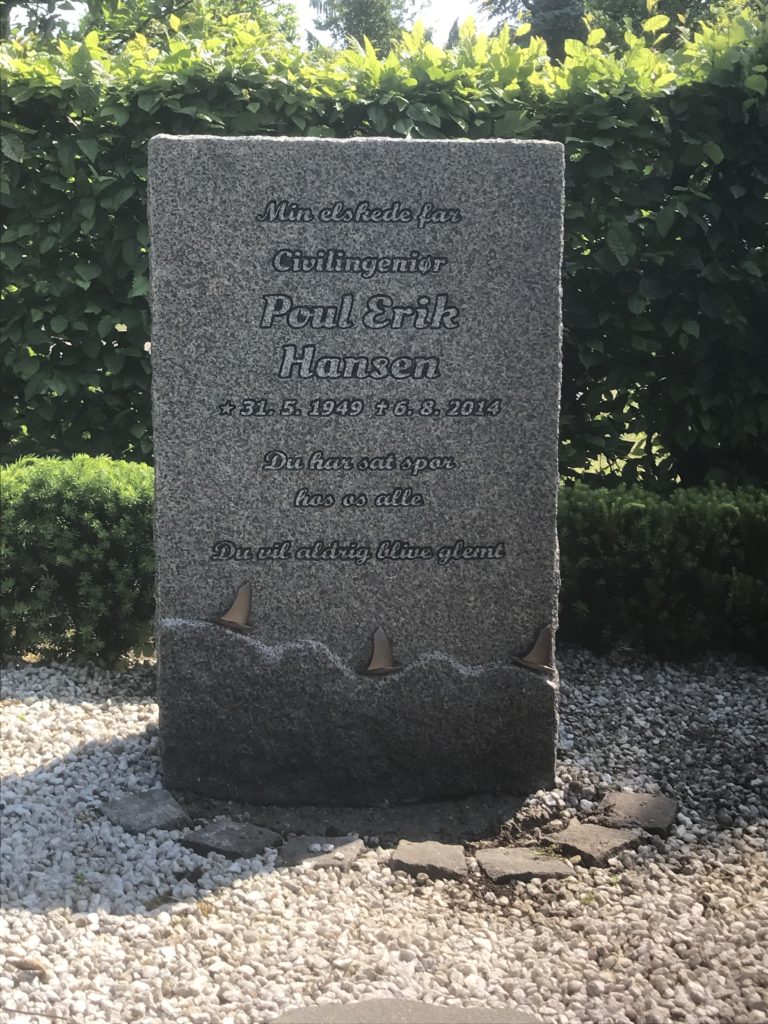 Min elskede far
Civilingeniør
Poul Erik
Hansen
★ 31. 5. 1949 ✝ 6. 8. 2014
Du har sat spor
hos os alle
Du vil aldrig blive glemt